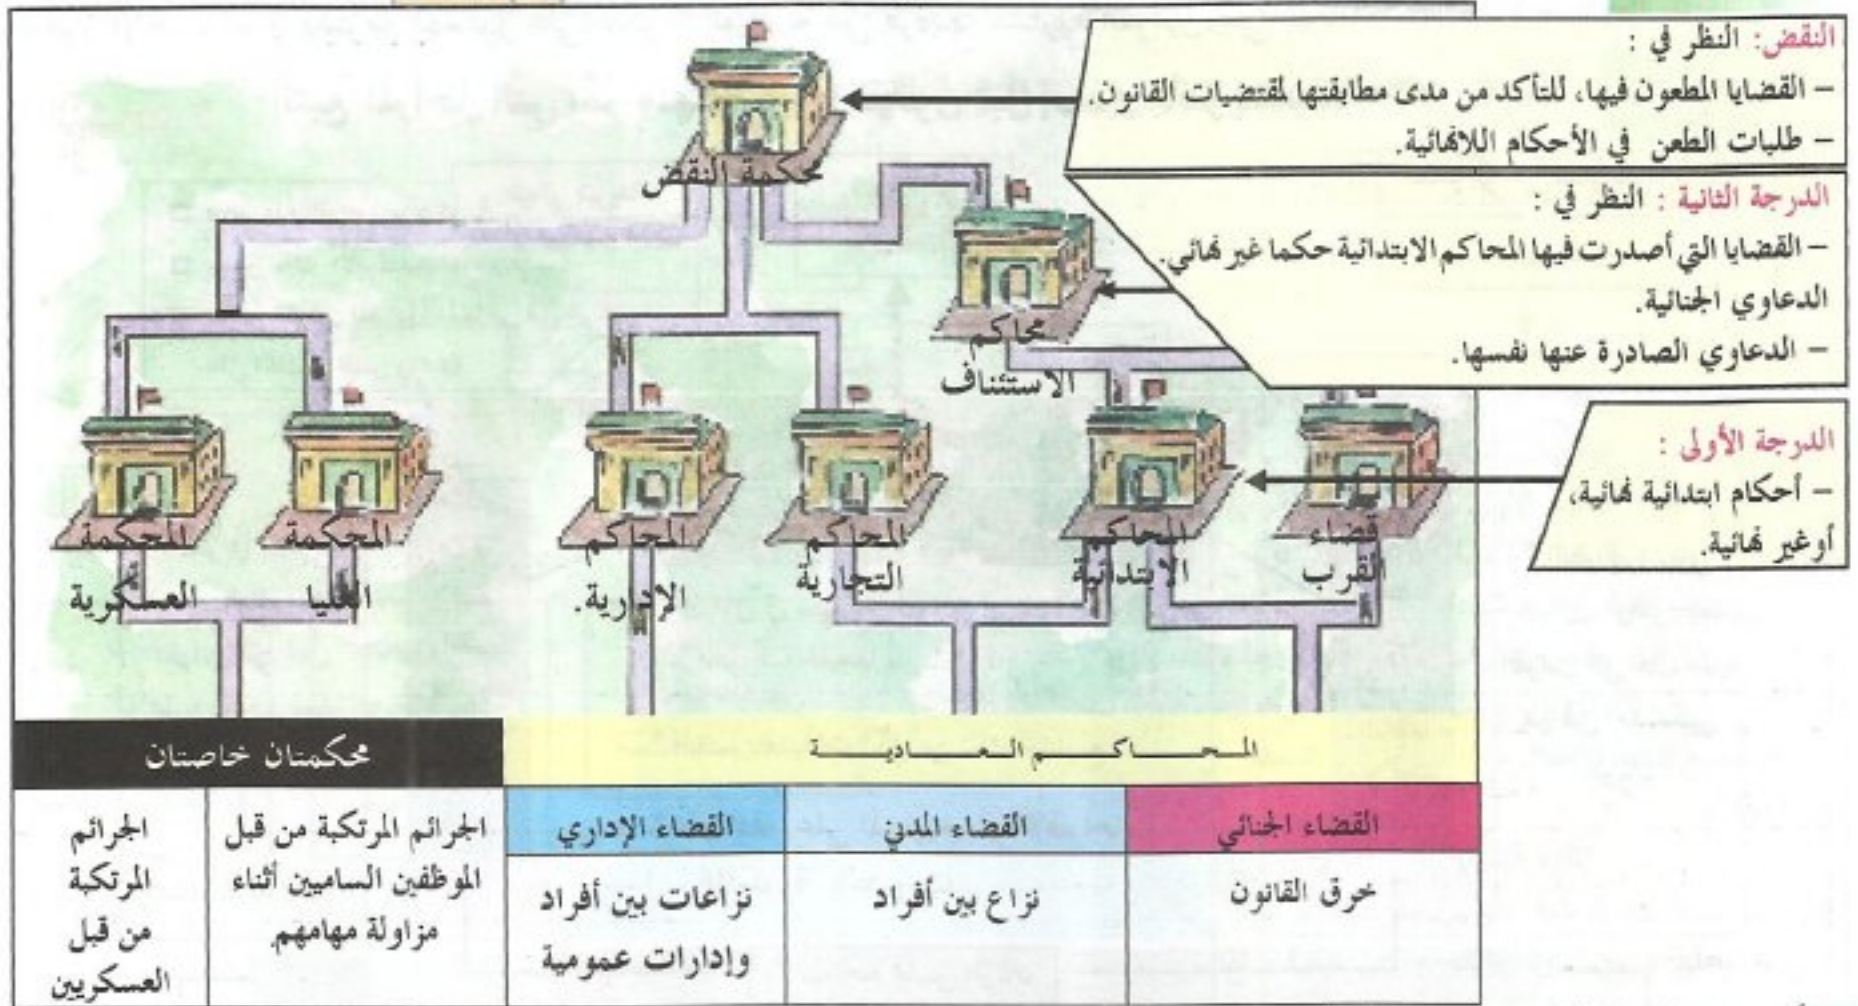 النقض: النظر في :
– القضايا المطعون فيها، للتأكد من مدى مطابقتها لمقتضيات القانون.
– طلبات الطعن في الأحكام اللانهائية.
محكمة النقض
الدرجة الثانية : النظر في :
– القضايا التي أصدرت فيها المحاكم الابتدائية حكما غير نهائي.
الدعاوي الجنائية.
– الدعاوي الصادرة عنها نفسها.
محاكم
الاستئناف
الدرجة الأولى :
– أحكام ابتدائية نهائية،
أوغير نهائية.
قضاء
القرب
المحاكم
الابتدائية
المحاكم
التجارية
المحاكم
الإدارية.
المحكمة
العليا
المحكمة
العسكرية
المحاكم العادية
محكمتان خاصتان
القضاء الجنائي
خرق القانون
القضاء المدني
نزاع بين أفراد
القضاء الإداري
نزاعات بين أفراد
وإدارات عمومية
الجرائم المرتكبة من قبل
الموظفين الساميين أثناء
مزاولة مهامهم
الجرائم
المرتكبة
من قبل
العسكريين